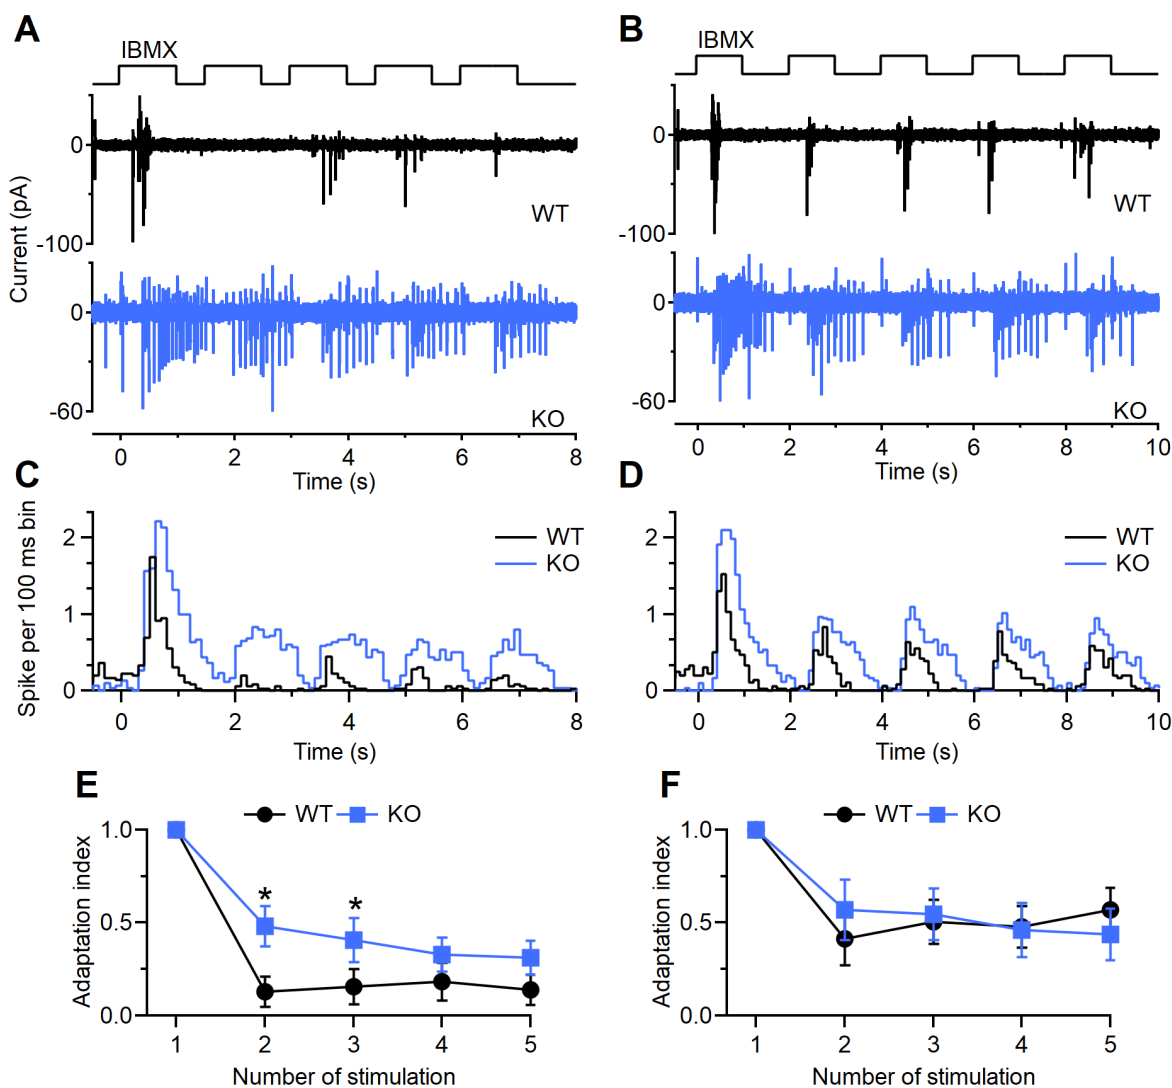 A
IBMX
0
-100
WT
Current (pA)
0
-60
KO
0 2 4 6 8
Time (s)
B
IBMX
0
-100
WT
0
-60
KO
0 2 4 6 8 10
Time (s)
C
Spike per 100 ms bin
2
1
0
WT
KO
0 2 4 6 8
Time (s)
D
2
1
0
WT
KO
0 2 4 6 8 10
Time (s)
E
WT KO
Adaptation index
1.0
0.5
0.0
* *
1 2 3 4 5
Number of stimulation
F
WT KO
Adaptation index
1.0
0.5
0.0
1 2 3 4 5
Number of stimulation